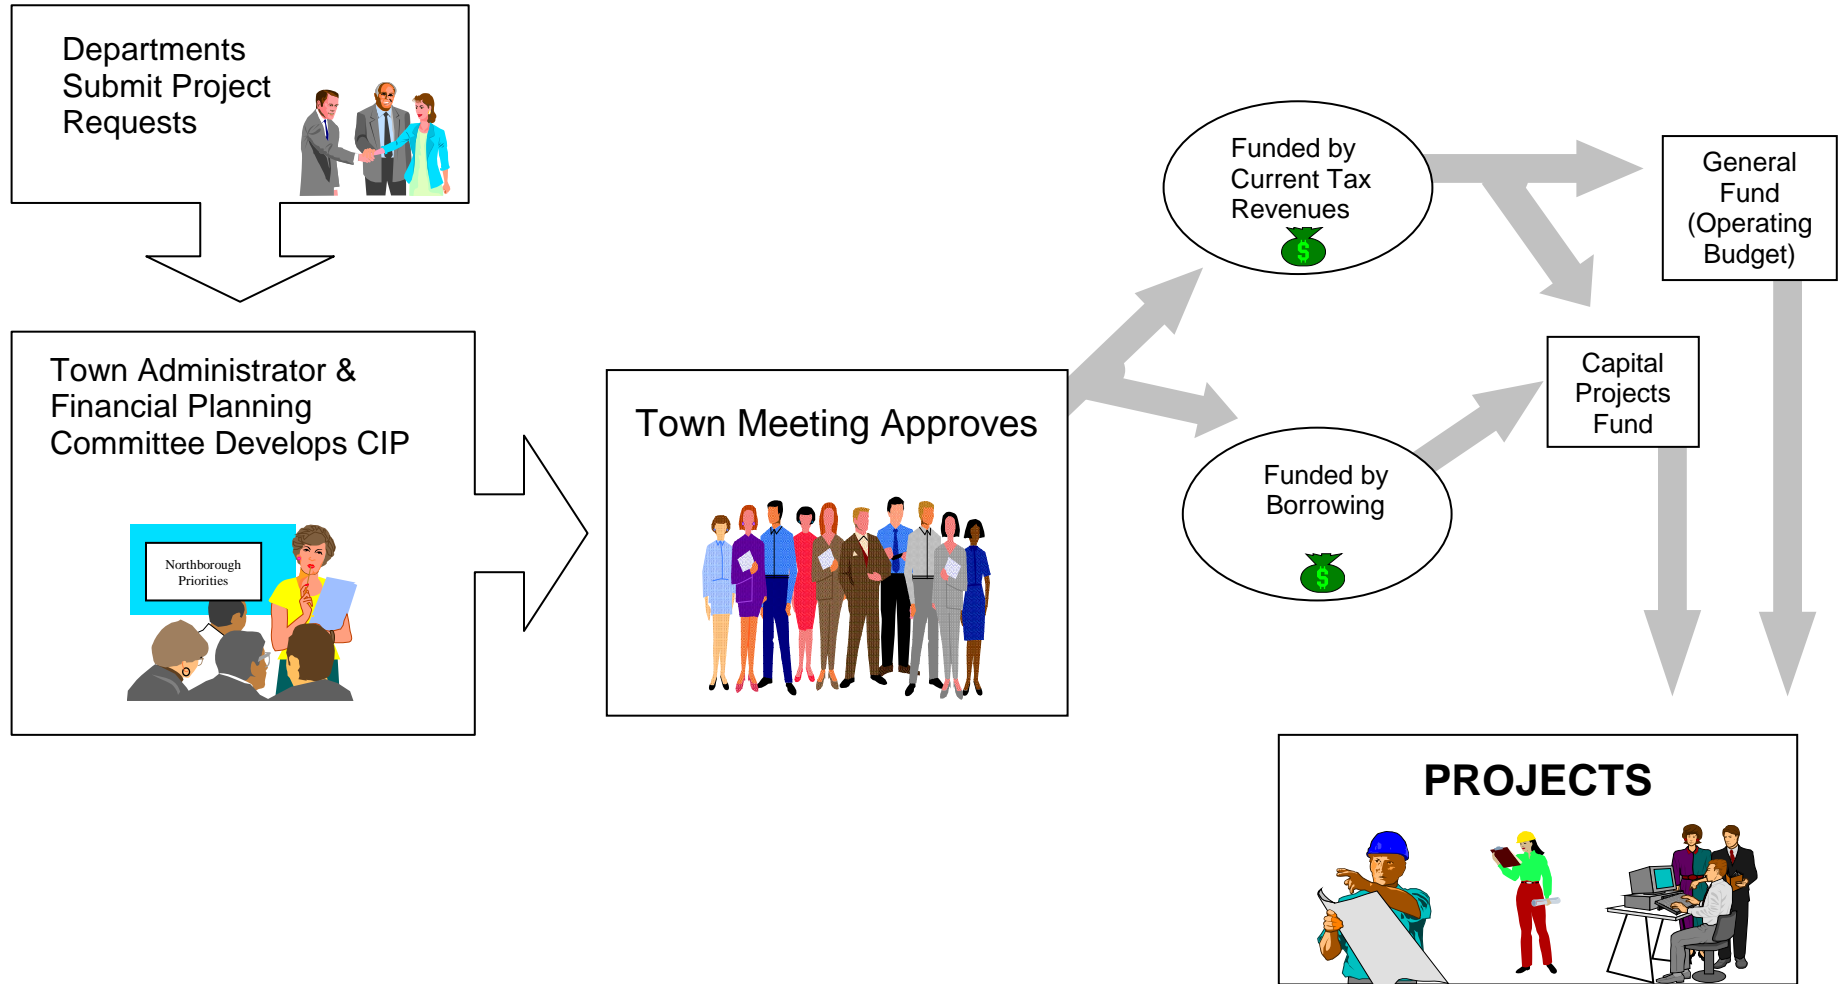 Departments
Submit Project
Requests
Town Administrator &
Financial Planning
Committee Develops CIP
Northborough
Priorities
Town Meeting Approves
Funded by
Current Tax
Revenues
$
Funded by
Borrowing
$
General
Fund
(Operating
Budget)
Capital
Projects
Fund
PROJECTS